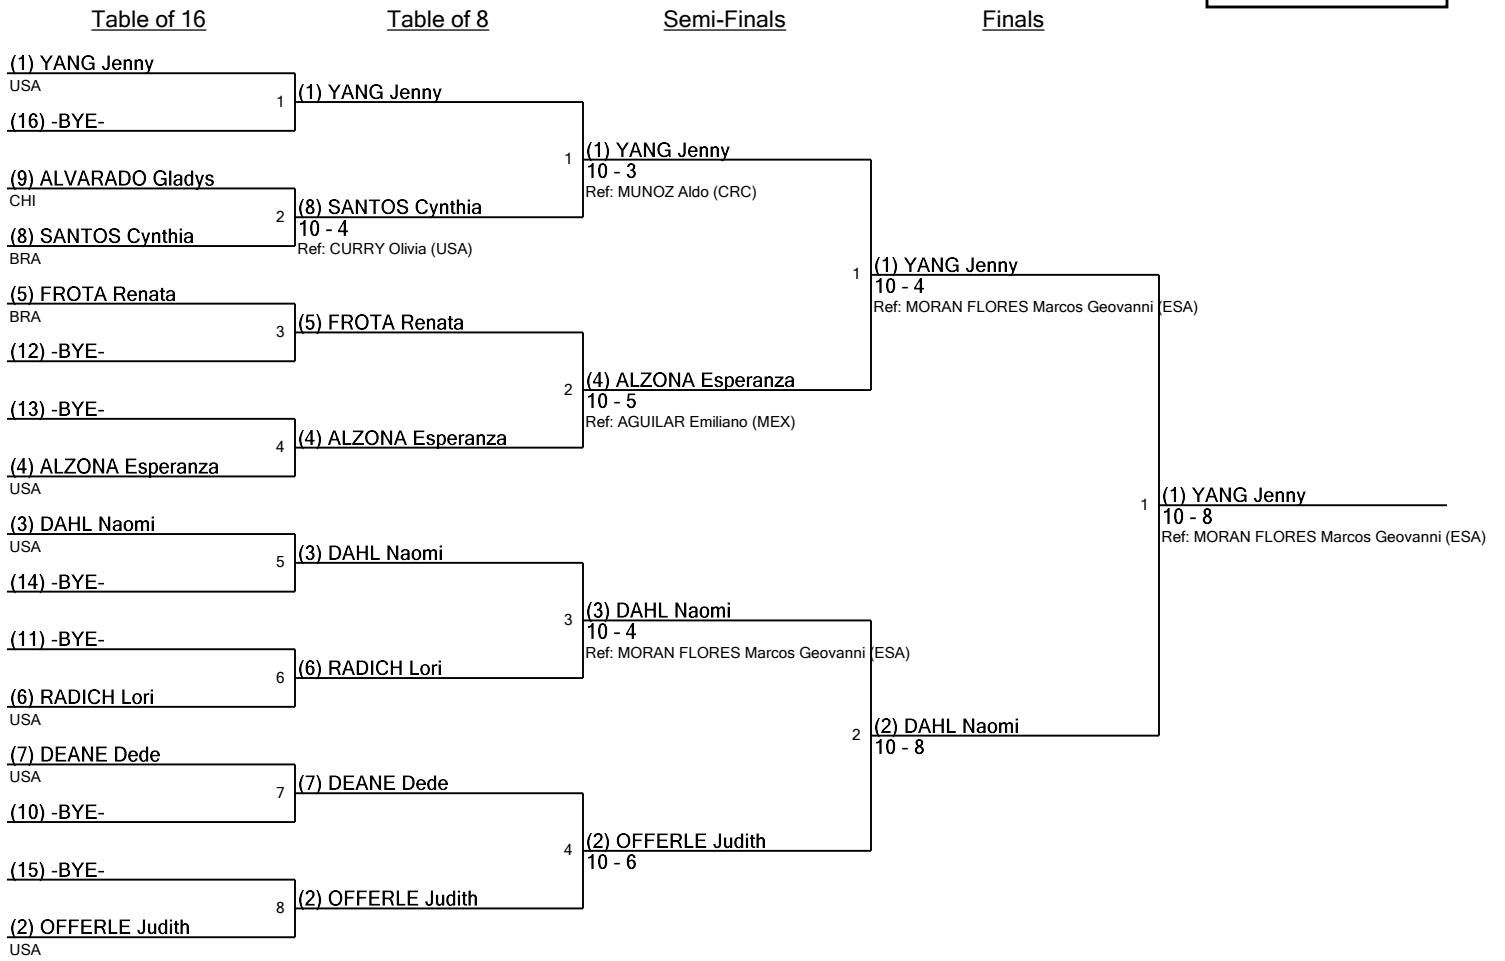 Table of 16
Table of 8
Semi-Finals
Finals
(1) YANG Jenny
USA
1
(16) -BYE-
(9) ALVARADO Gladys
CHI
2
(8) SANTOS Cynthia
BRA
(5) FROTA Renata
BRA
3
(12) -BYE-
(13) -BYE-
4
(4) ALZONA Esperanza
USA
(3) DAHL Naomi
USA
5
(14) -BYE-
(11) -BYE-
6
(6) RADICH Lori
USA
(7) DEANE Dede
USA
7
(10) -BYE-
(15) -BYE-
8
(2) OFFERLE Judith
USA
(1) YANG Jenny
1
(8) SANTOS Cynthia
10 - 4
Ref: CURRY Olivia (USA)
(5) FROTA Renata
2
(4) ALZONA Esperanza
(3) DAHL Naomi
3
(6) RADICH Lori
(7) DEANE Dede
4
(2) OFFERLE Judith
(1) YANG Jenny
10 - 3
Ref: MUNOZ Aldo (CRC)
1
(4) ALZONA Esperanza
10 - 5
Ref: AGUILAR Emiliano (MEX)
(3) DAHL Naomi
10 - 4
Ref: MORAN FLORES Marcos Geovanni (ESA)
2
(2) OFFERLE Judith
10 - 6
(1) YANG Jenny
10 - 4
Ref: MORAN FLORES Marcos Geovanni (ESA)
1
(2) DAHL Naomi
10 - 8
(1) YANG Jenny
10 - 8
Ref: MORAN FLORES Marcos Geovanni (ESA)